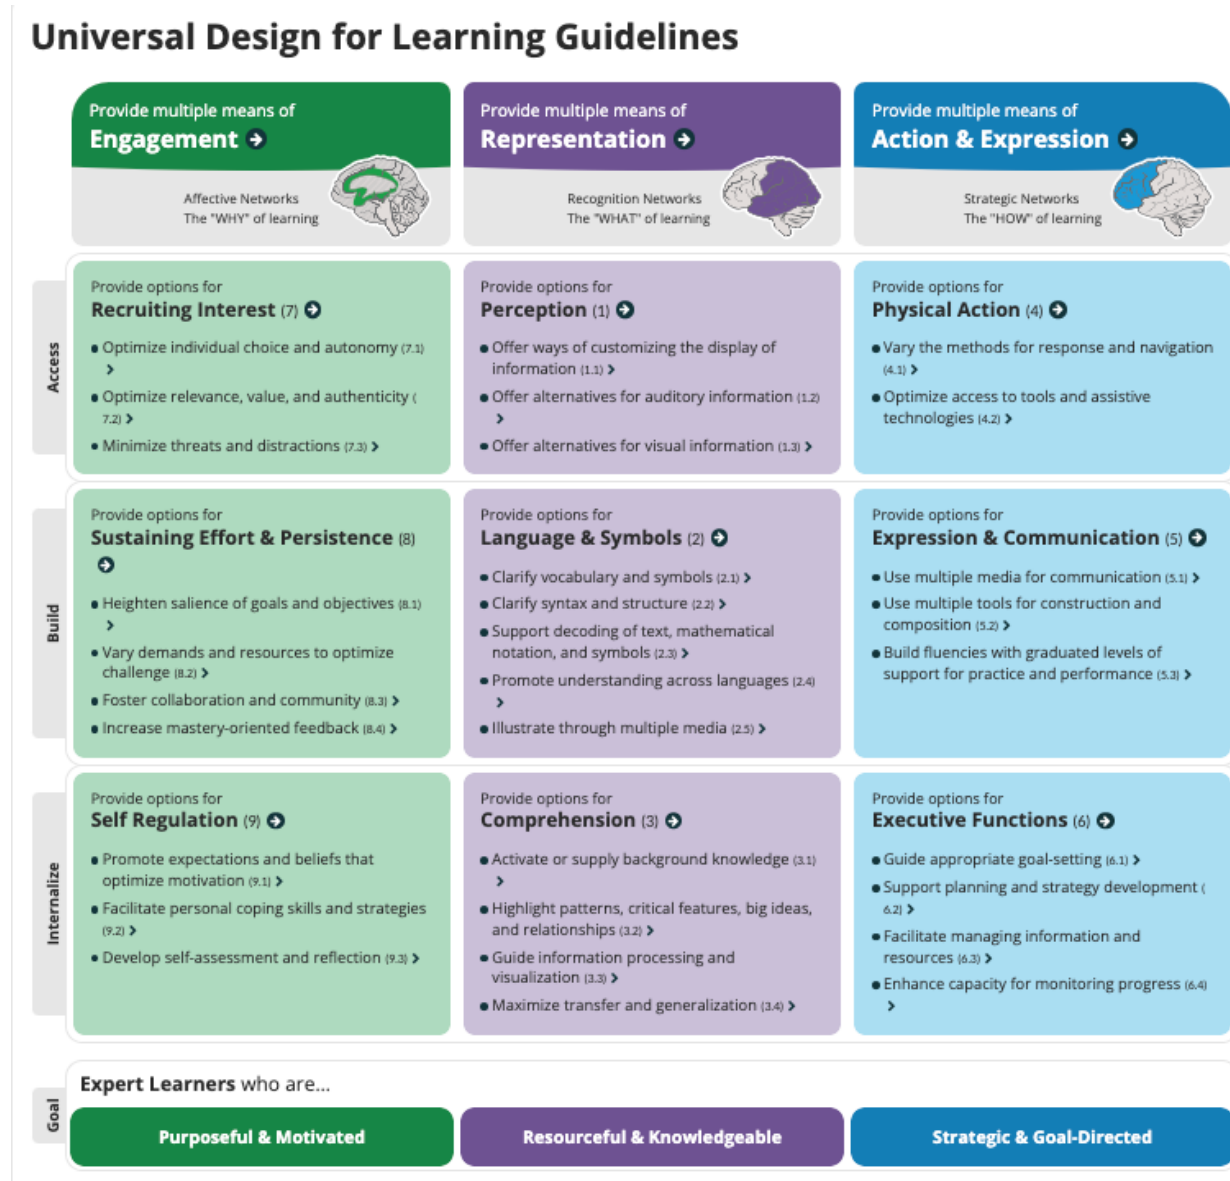 Universal Design for Learning Guidelines
Provide multiple means of
Engagement
Affective Networks
The "WHY" of learning
Provide multiple means of
Representation
Recognition Networks
The "WHAT" of learning
Provide multiple means of
Action & Expression
Strategic Networks
The "HOW" of learning
Access
Provide options for
Recruiting Interest (7)
• Optimize individual choice and autonomy (7.1)
• Optimize relevance, value, and authenticity (
7.2)
• Minimize threats and distractions (7.3)
Provide options for
Perception (1)
• Offer ways of customizing the display of
information (1.1)
• Offer alternatives for auditory information (1.2)
• Offer alternatives for visual information (1.3)
Provide options for
Physical Action (4)
• Vary the methods for response and navigation
(4.1)
• Optimize access to tools and assistive
technologies (4.2)
Build
Provide options for
Sustaining Effort & Persistence (8)
• Heighten salience of goals and objectives (8.1)
• Vary demands and resources to optimize
challenge (8.2)
• Foster collaboration and community (8.3)
• Increase mastery-oriented feedback (8.4)
Provide options for
Language & Symbols (2)
• Clarify vocabulary and symbols (2.1)
• Clarify syntax and structure (2.2)
• Support decoding of text, mathematical
notation, and symbols (2.3)
• Promote understanding across languages (2.4)
• Illustrate through multiple media (2.5)
Provide options for
Expression & Communication (5)
• Use multiple media for communication (5.1)
• Use multiple tools for construction and
composition (5.2)
• Build fluencies with graduated levels of
support for practice and performance (5.3)
Internalize
Provide options for
Self Regulation (9)
• Promote expectations and beliefs that
optimize motivation (9.1)
• Facilitate personal coping skills and strategies
(9.2)
• Develop self-assessment and reflection (9.3)
Provide options for
Comprehension (3)
• Activate or supply background knowledge (3.1)
• Highlight patterns, critical features, big ideas,
and relationships (3.2)
• Guide information processing and
visualization (3.3)
• Maximize transfer and generalization (3.4)
Provide options for
Executive Functions (6)
• Guide appropriate goal-setting (6.1)
• Support planning and strategy development (
6.2)
• Facilitate managing information and
resources (6.3)
• Enhance capacity for monitoring progress (6.4)
Goal
Expert Learners who are...
Purposeful & Motivated
Resourceful & Knowledgeable
Strategic & Goal-Directed